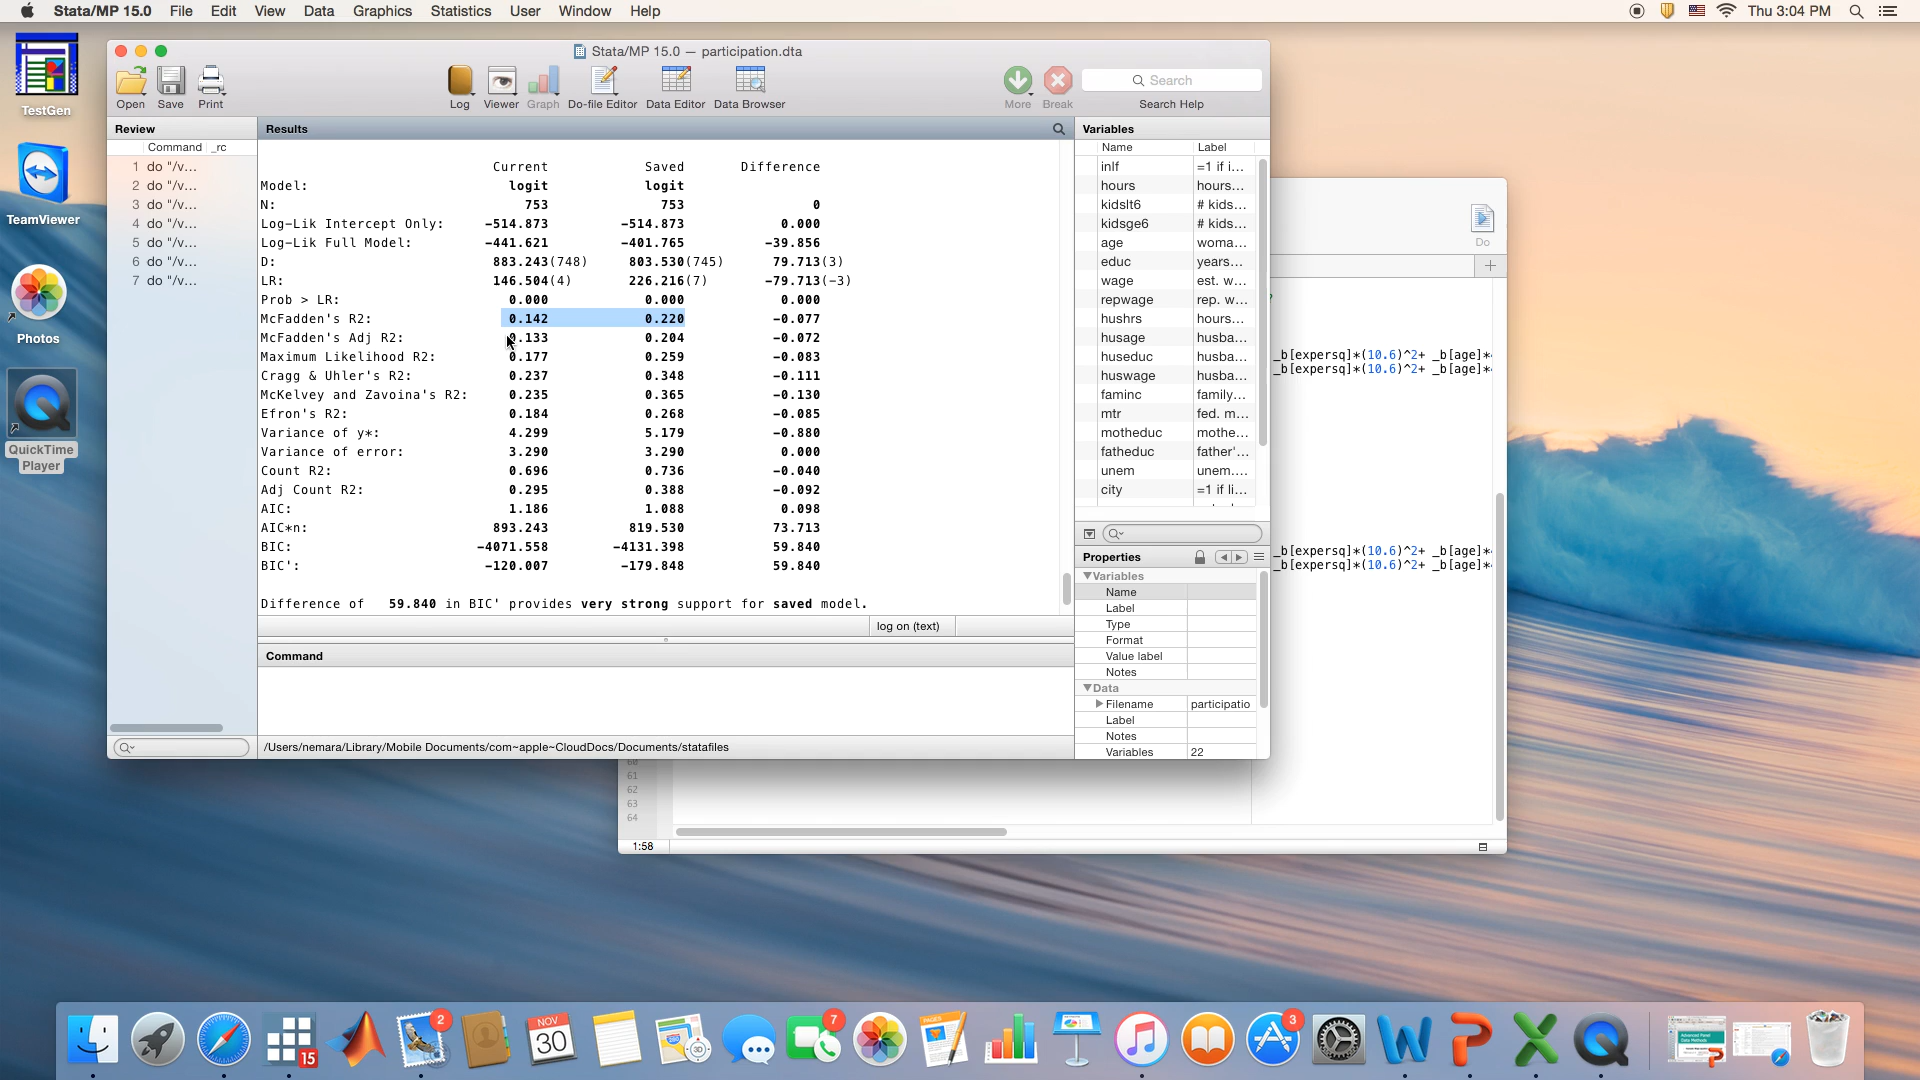 Stata/MP 15.0 File Edit View Data Graphics Statistics User Window Help Thu 3:04 PM
Stata/MP 15.0 — participation.dta
Open Save Print Log Viewer Graph Do-file Editor Data Editor Data Browser More Break Search
Search Help
TestGen
TeamViewer
Photos
QuickTime
Player
Review
Command _rc
1 do "/v...
2 do "/v...
3 do "/v...
4 do "/v...
5 do "/v...
6 do "/v...
7 do "/v...
Results
Current Saved Difference
Model: logit logit
N: 753 753 0
Log-Lik Intercept Only: -514.873 -514.873 0.000
Log-Lik Full Model: -441.621 -401.765 -39.856
D: 883.243(748) 803.530(745) 79.713(3)
LR: 146.504(4) 226.216(7) -79.713(-3)
Prob > LR: 0.000 0.000 0.000
McFadden's R2: 0.142 0.220 -0.077
McFadden's Adj R2: 0.133 0.204 -0.072
Maximum Likelihood R2: 0.177 0.259 -0.083
Cragg & Uhler's R2: 0.237 0.348 -0.111
McKelvey and Zavoina's R2: 0.235 0.365 -0.130
Efron's R2: 0.184 0.268 -0.085
Variance of y*: 4.299 5.179 -0.880
Variance of error: 3.290 3.290 0.000
Count R2: 0.696 0.736 -0.040
Adj Count R2: 0.295 0.388 -0.092
AIC: 1.186 1.088 0.098
AIC*n: 893.243 819.530 73.713
BIC: -4071.558 -4131.398 59.840
BIC': -120.007 -179.848 59.840
Difference of 59.840 in BIC' provides very strong support for saved model.
log on (text)
Command
/Users/nemara/Library/Mobile Documents/com~apple~CloudDocs/Documents/statafiles
Variables
Name Label
inlf =1 if i...
hours hours...
kidslt6 # kids...
kidsge6 # kids...
age woma...
educ years...
wage est. w...
repwage rep. w...
hushrs hours...
husage husba...
huseduc husba...
huswage husba...
faminc family...
mtr fed. m...
motheduc mothe...
fatheduc father'...
unem unem....
city =1 if li...
Properties
Variables
Name
Label
Type
Format
Value label
Notes
Data
Filename participatio
Label
Notes
Variables 22
Do
_b[expersq]*(10.6)^2+ _b[age]*
_b[expersq]*(10.6)^2+ _b[age]*
_b[expersq]*(10.6)^2+ _b[age]*
_b[expersq]*(10.6)^2+ _b[age]*
61
62
63
64
1:58
15
2
NOV
30
7
3